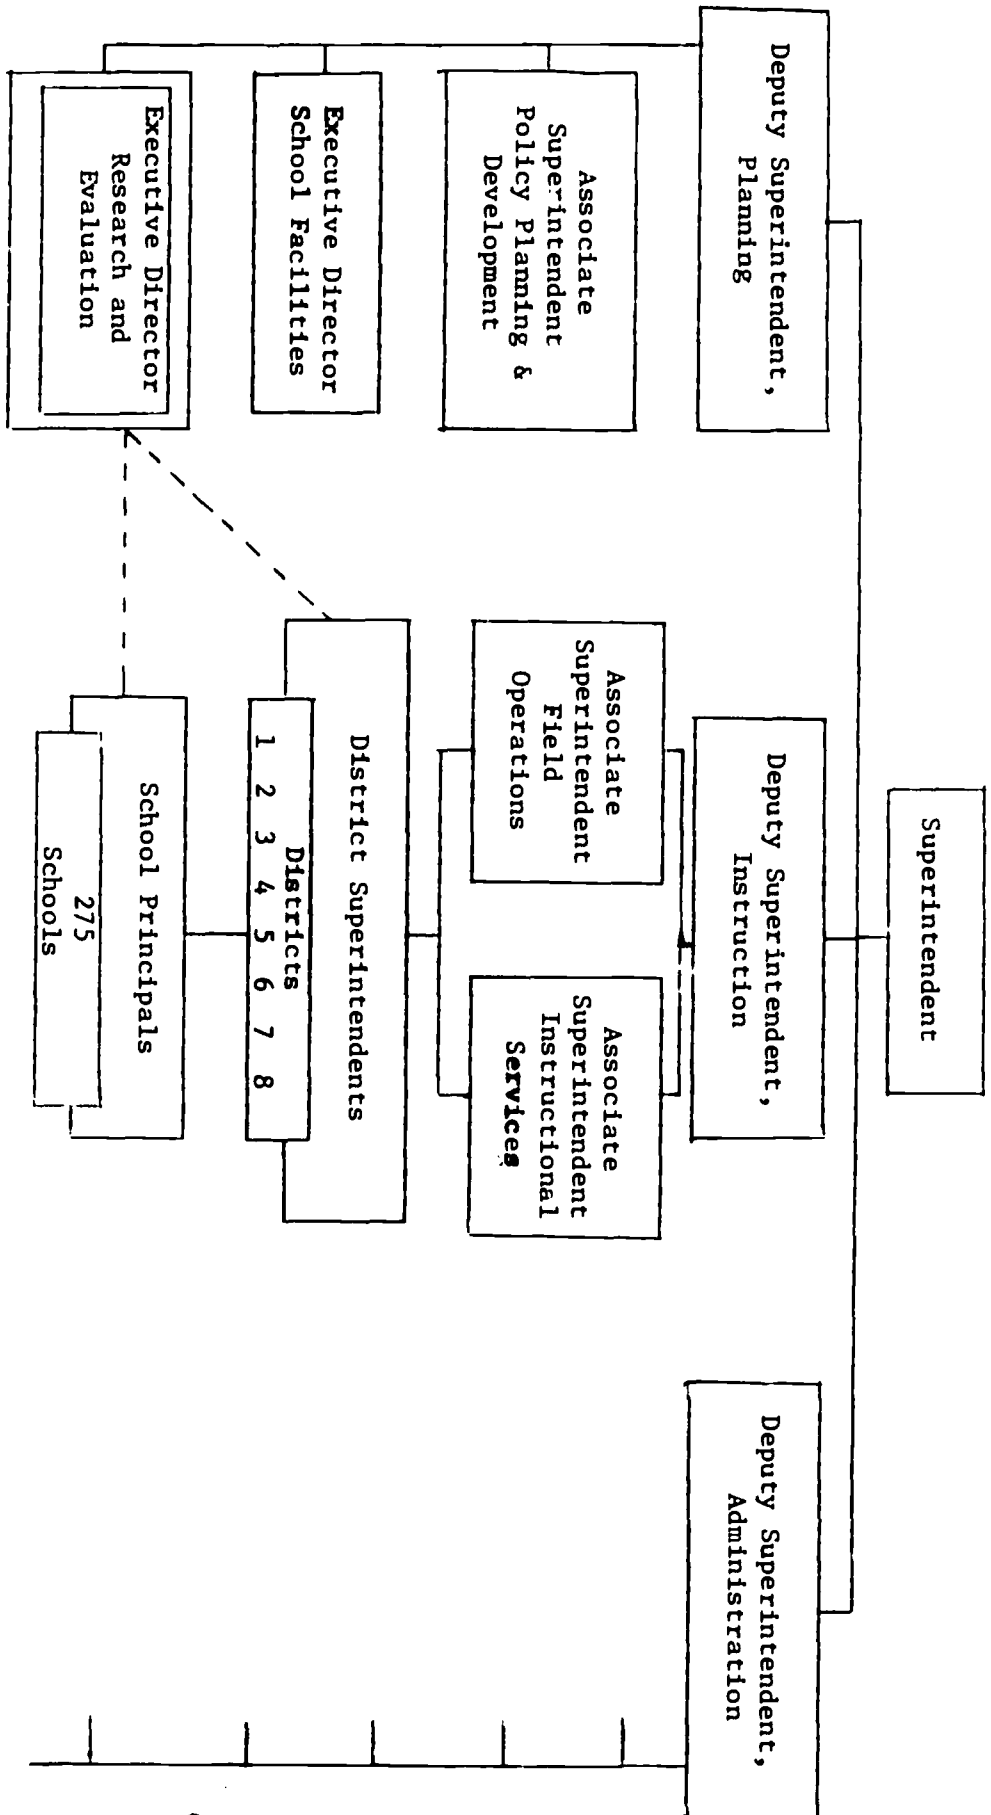 Superintendent
Deputy Superintendent,
Planning
Deputy Superintendent,
Instruction
Deputy Superintendent,
Administration
Associate
Superintendent
Policy Planning &
Development
Executive Director
School Facilities
Executive Director
Research and
Evaluation
Associate
Superintendent
Field
Operations
Associate
Superintendent
Instructional
Services
District Superintendents
Districts
1 2 3 4 5 6 7 8
School Principals
275
Schools